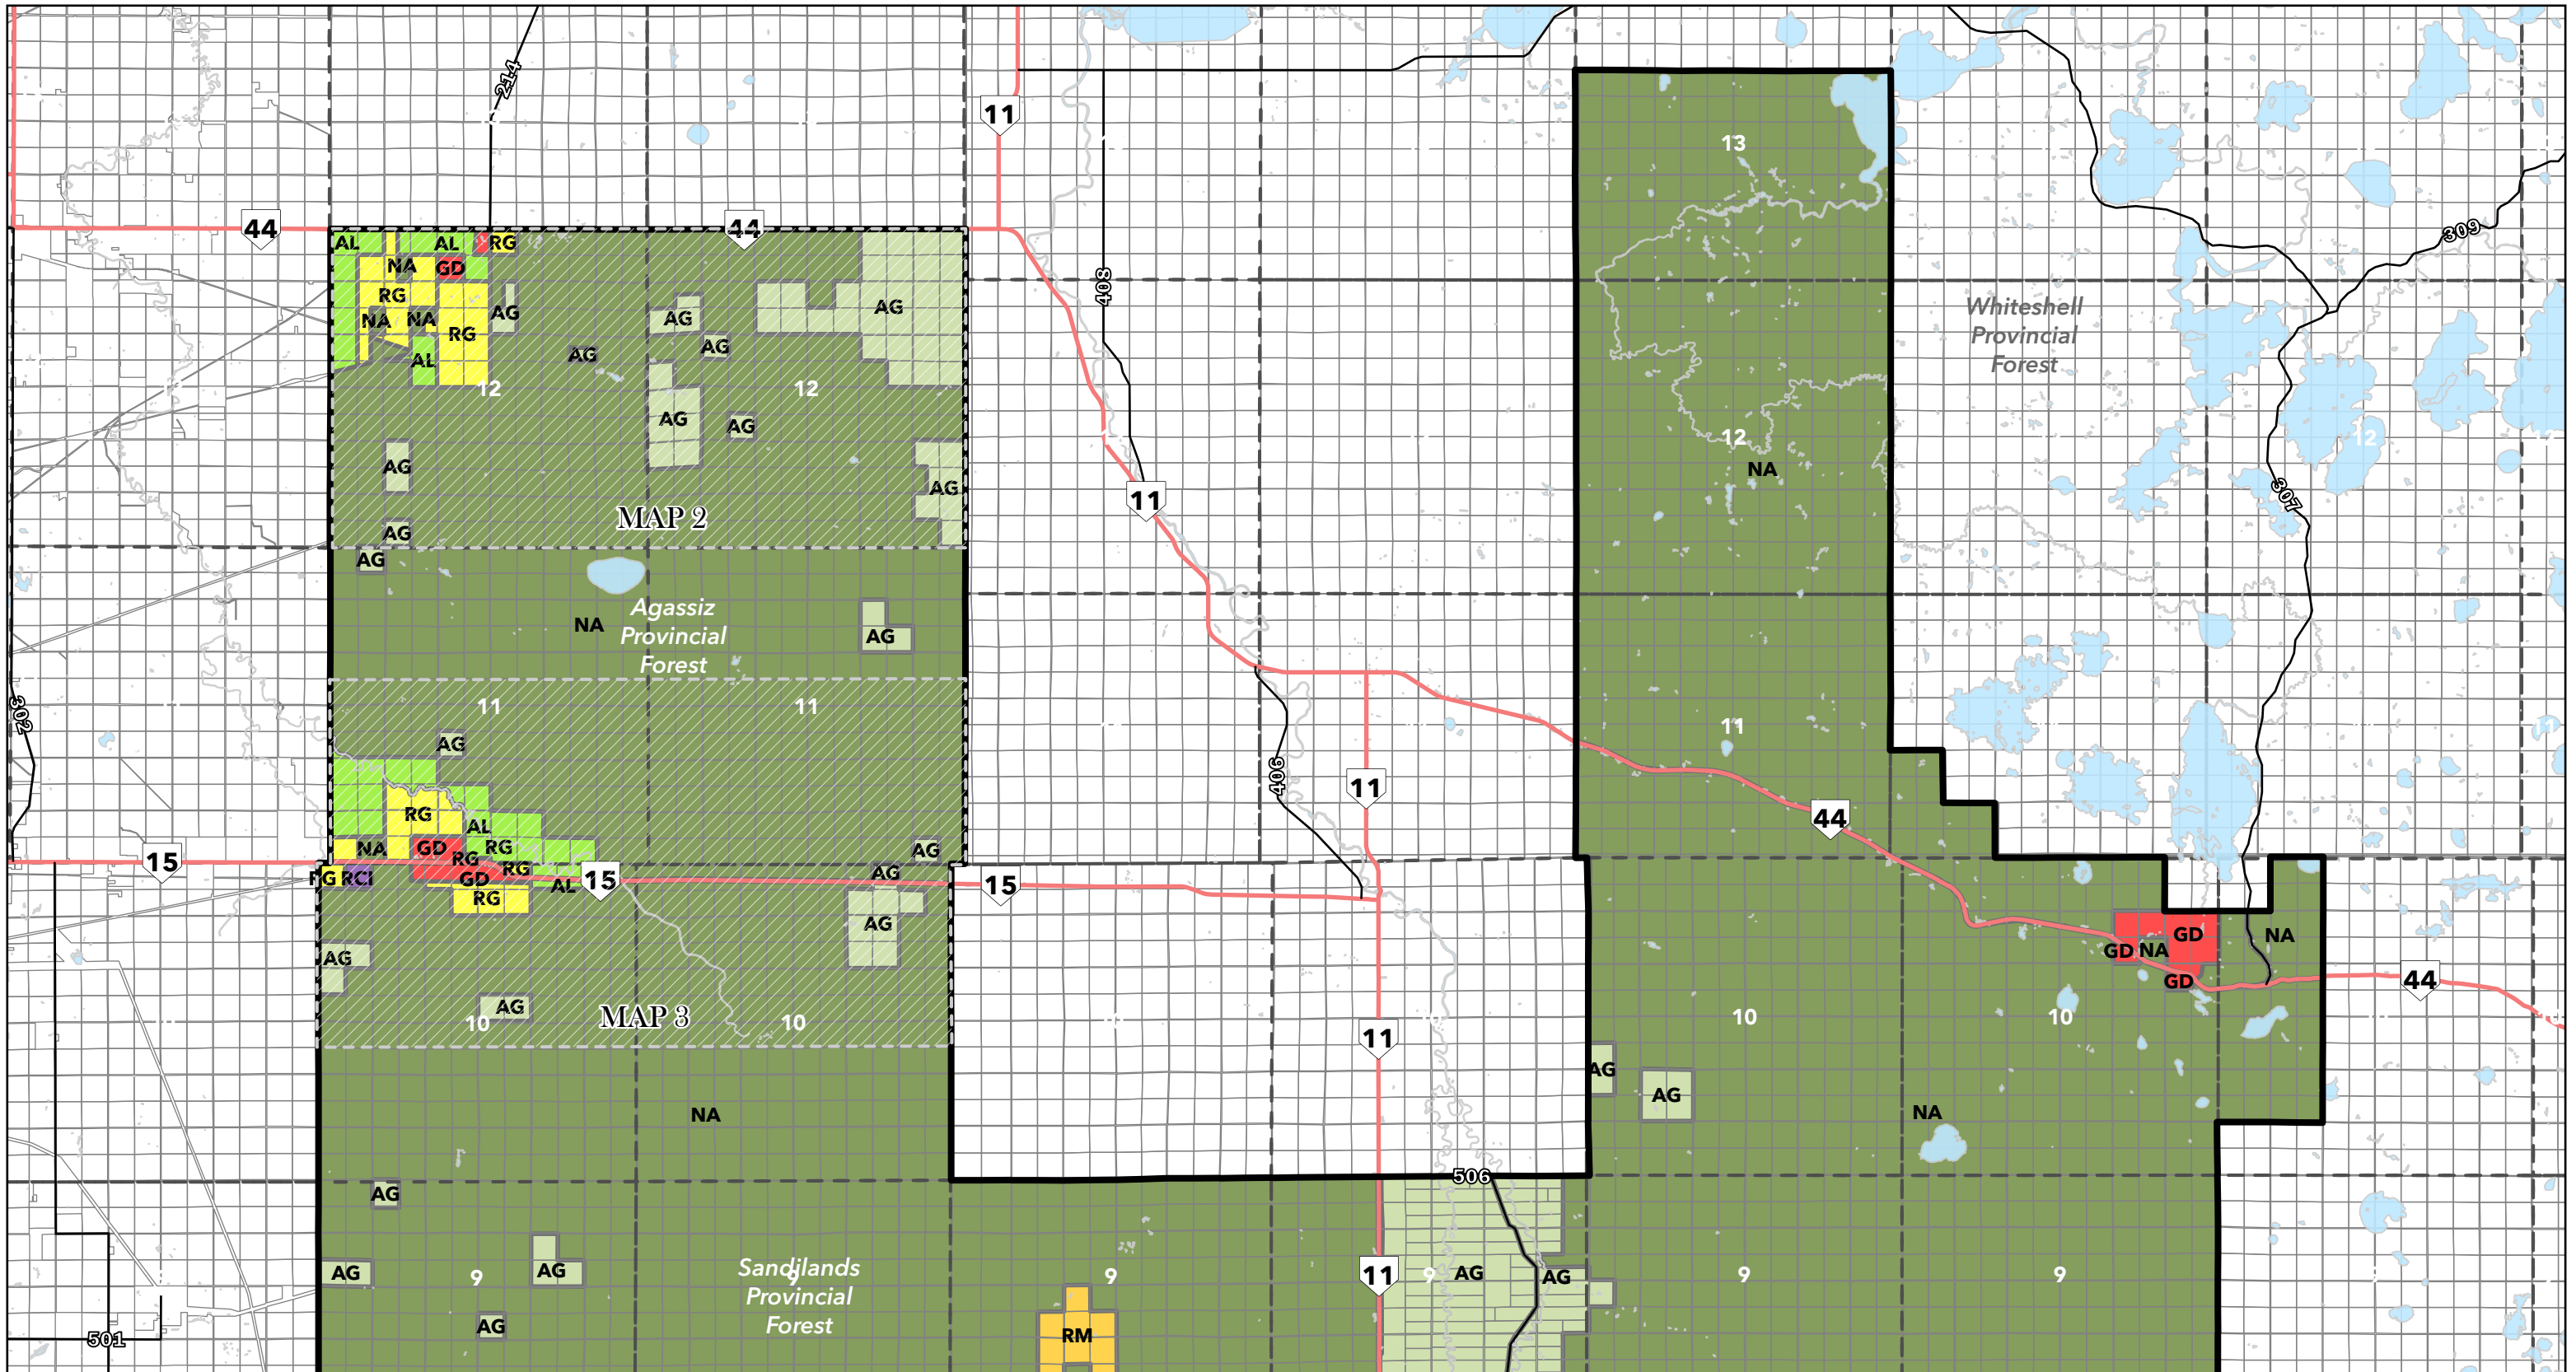 214
11
13
44
44
AL
AL
RG
309
NA
GD
408
RG
AG
AG
AG
Whiteshell
Provincial
Forest
NA
NA
RG
AG
AG
AL
12
12
12
12
AG
AG
AG
NA
AG
11
307
MAP 2
AG
AG
Agassiz
Provincial
Forest
NA
AG
302
11
11
11
AG
406
11
RG
44
AL
NA
GD
RG
RG
AG
15
RG
RCI
GD
RG
AL
15
AG
15
RG
AG
GD
NA
GD
NA
AG
GD
44
AG
MAP 3
10
10
10
10
11
AG
AG
NA
NA
506
AG
AG
9
AG
Sandilands
9
Provincial
Forest
9
11
9
AG
AG
9
9
AG
RM
501